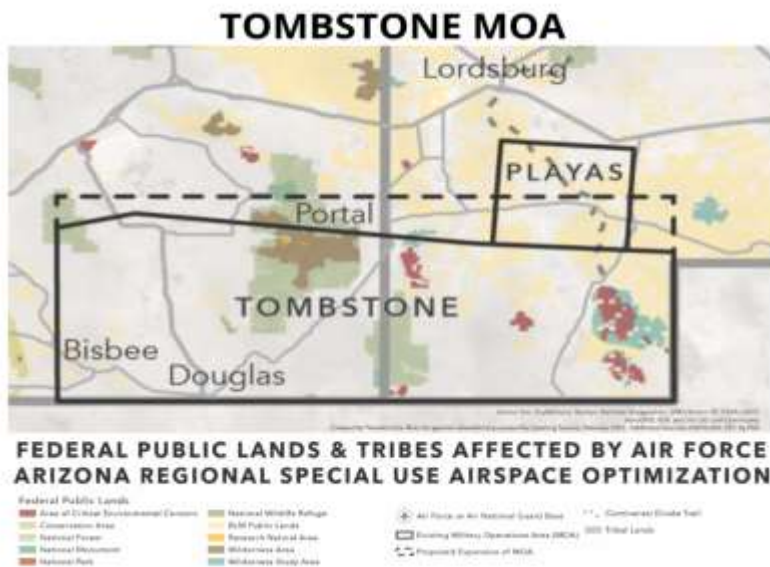 TOMBSTONE MOA
Lordsburg
PLAYAS
Portal
TOMBSTONE
Bisbee
Douglas
FEDERAL PUBLIC LANDS & TRIBES AFFECTED BY AIR FORCE
ARIZONA REGIONAL SPECIAL USE AIRSPACE OPTIMIZATION
Federal Public Lands
Area of Critical Environmental Concern
Conservation Area
National Forest
National Monument
National Park
National Wildlife Refuge
BLM Public Lands
Research Natural Area
Wilderness Area
Wilderness Study Area
Air Force or Air National Guard Base
Existing Military Operations Area (MOA)
Proposed Expansion of MOA
Continental Divide Trail
Tribal Lands